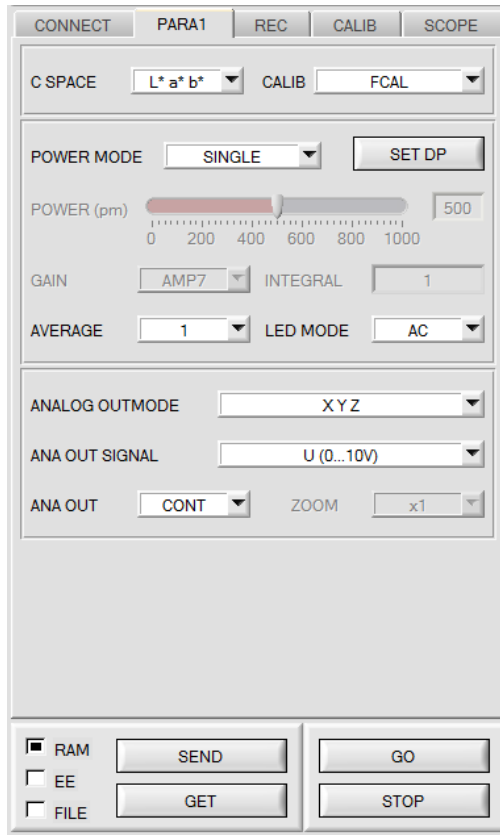 CONNECT PARA1 REC CALIB SCOPE
C SPACE L* a* b* CALIB FCAL
POWER MODE SINGLE SET DP
POWER (pm) 500
0 200 400 600 800 1000
GAIN AMP7 INTEGRAL 1
AVERAGE 1 LED MODE AC
ANALOG OUTMODE X Y Z
ANA OUT SIGNAL U (0...10V)
ANA OUT CONT ZOOM x1
RAM SEND GO
EE
FILE GET STOP